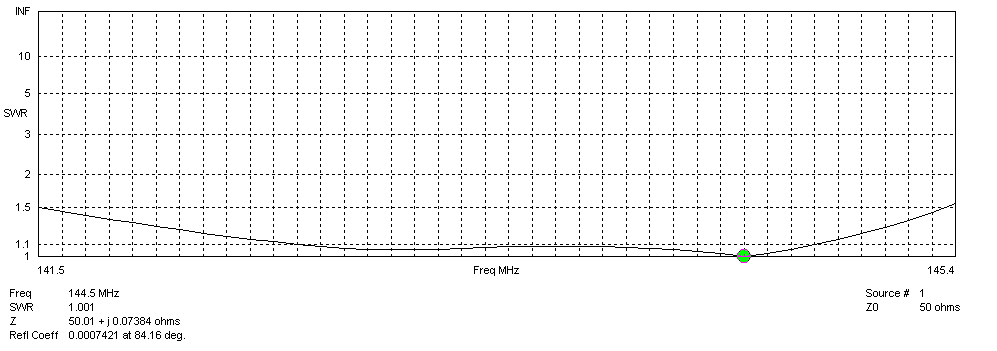 INF
10
5
SWR
3
2
1.5
1.1
1
141.5 Freq MHz 145.4
Freq 144.5 MHz Source # 1
SWR 1.001 Z0 50 ohms
Z 50.01 + j 0.07384 ohms
Refl Coeff 0.0007421 at 84.16 deg.